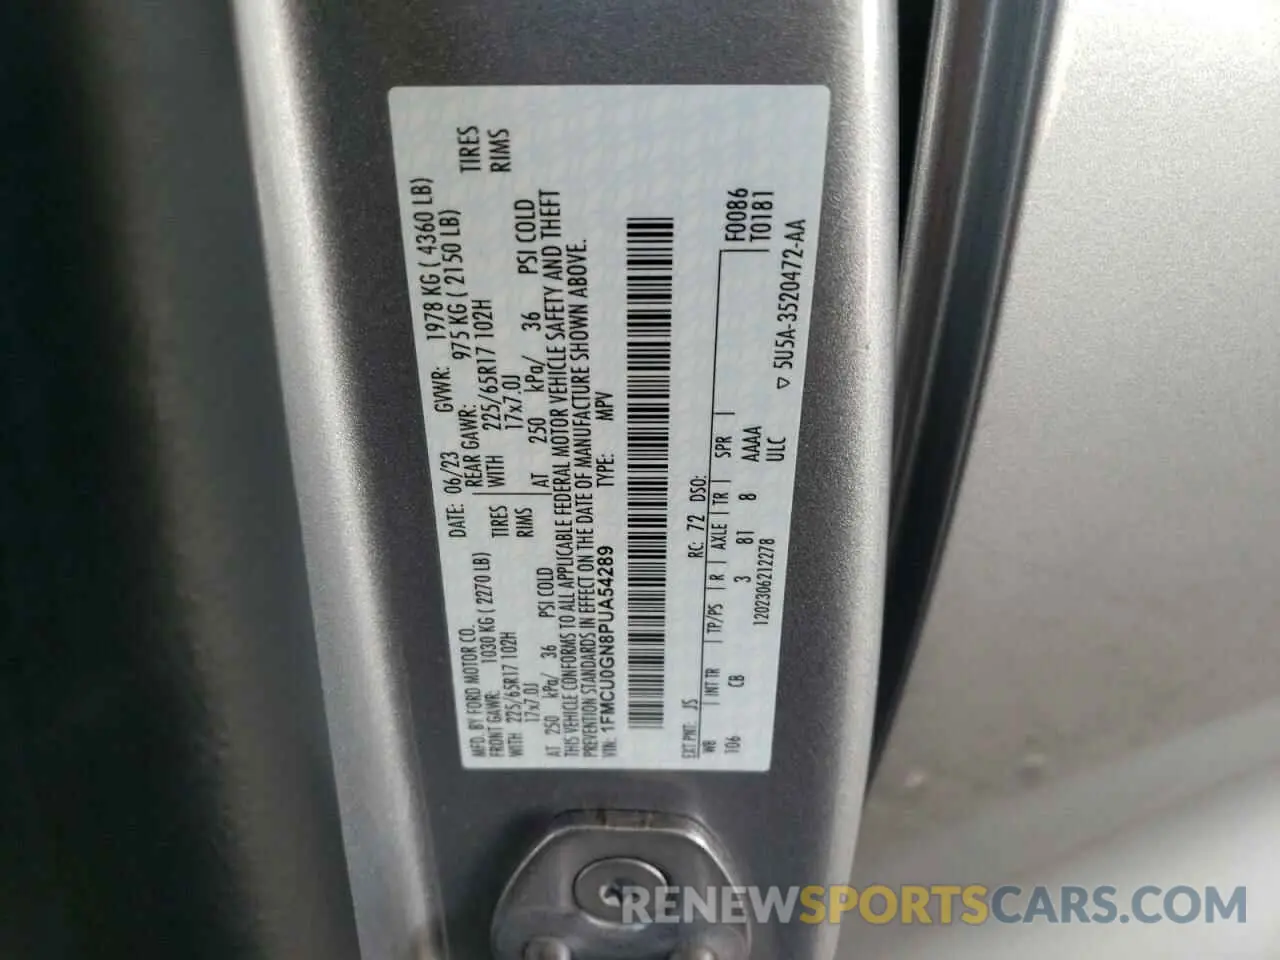 MFD. BY FORD MOTOR CO.
DATE: 06/23 GVWR: 1978 KG ( 4360 LB)
FRONT GAWR: 1030 KG ( 2270 LB)
REAR GAWR: 975 KG ( 2150 LB)
WITH 225/65R17 102H TIRES
WITH 225/65R17 102H TIRES
17x7.0J RIMS
17x7.0J RIMS
AT 250 kPa/ 36 PSI COLD
AT 250 kPa/ 36 PSI COLD
THIS VEHICLE CONFORMS TO ALL APPLICABLE FEDERAL MOTOR VEHICLE SAFETY AND THEFT
PREVENTION STANDARDS IN EFFECT ON THE DATE OF MANUFACTURE SHOWN ABOVE.
VIN: 1FMCU0GN8PUA54289 TYPE: MPV
EXT PNT: JS RC: 72 DSO:
WB INT TR TP/PS R AXLE TR SPR F0086
106 CB 3 81 8 AAAA T0181
1202306212278 ULC
▽ 5U5A-3520472-AA
RENEWSPORTSCARS.COM